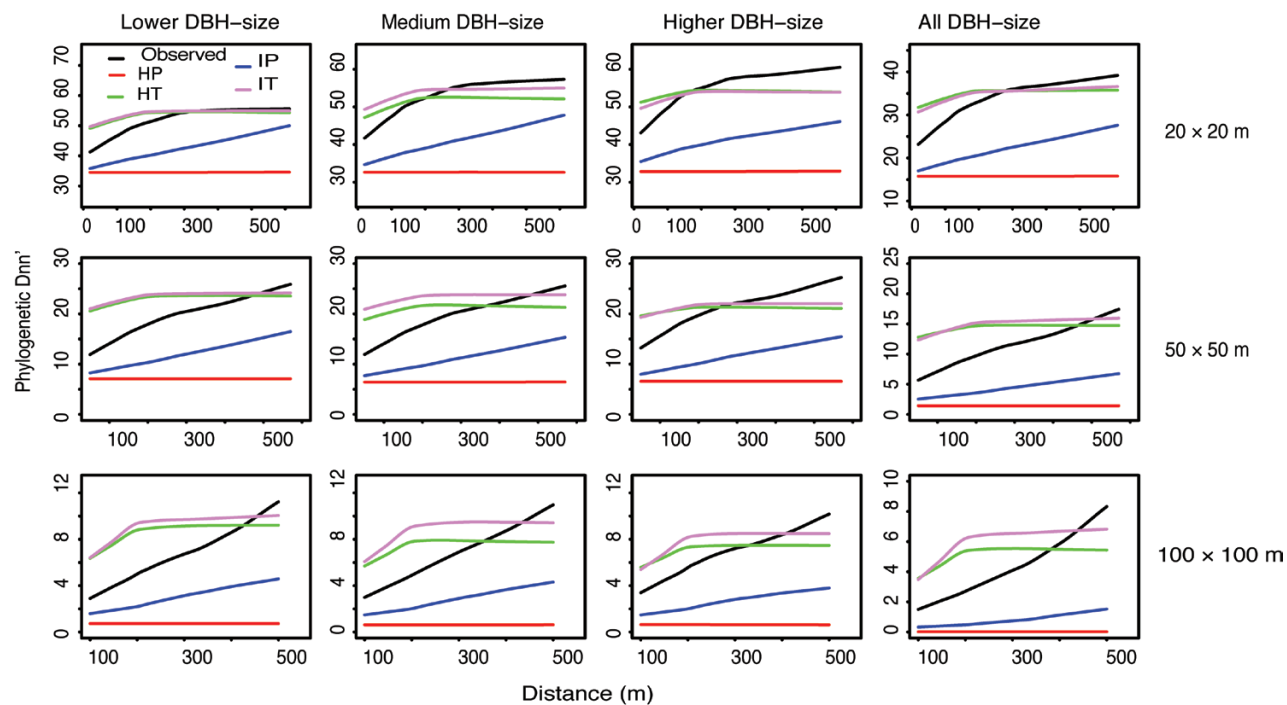 Lower DBH−size Medium DBH−size Higher DBH−size All DBH−size
Observed
HP
HT
IP
IT
30 40 50 60 70
0 100 300 500
30 40 50 60
0 100 300 500
30 40 50 60
0 100 300 500
10 20 30 40
0 100 300 500
20 × 20 m
Phylogenetic Dnn'
0 10 20 30
100 300 500
0 10 20 30
100 300 500
0 10 20 30
100 300 500
0 5 10 15 20 25
100 300 500
50 × 50 m
0 4 8 12
100 300 500
0 4 8 12
100 300 500
0 4 8 12
100 300 500
0 2 4 6 8 10
100 300 500
100 × 100 m
Distance (m)